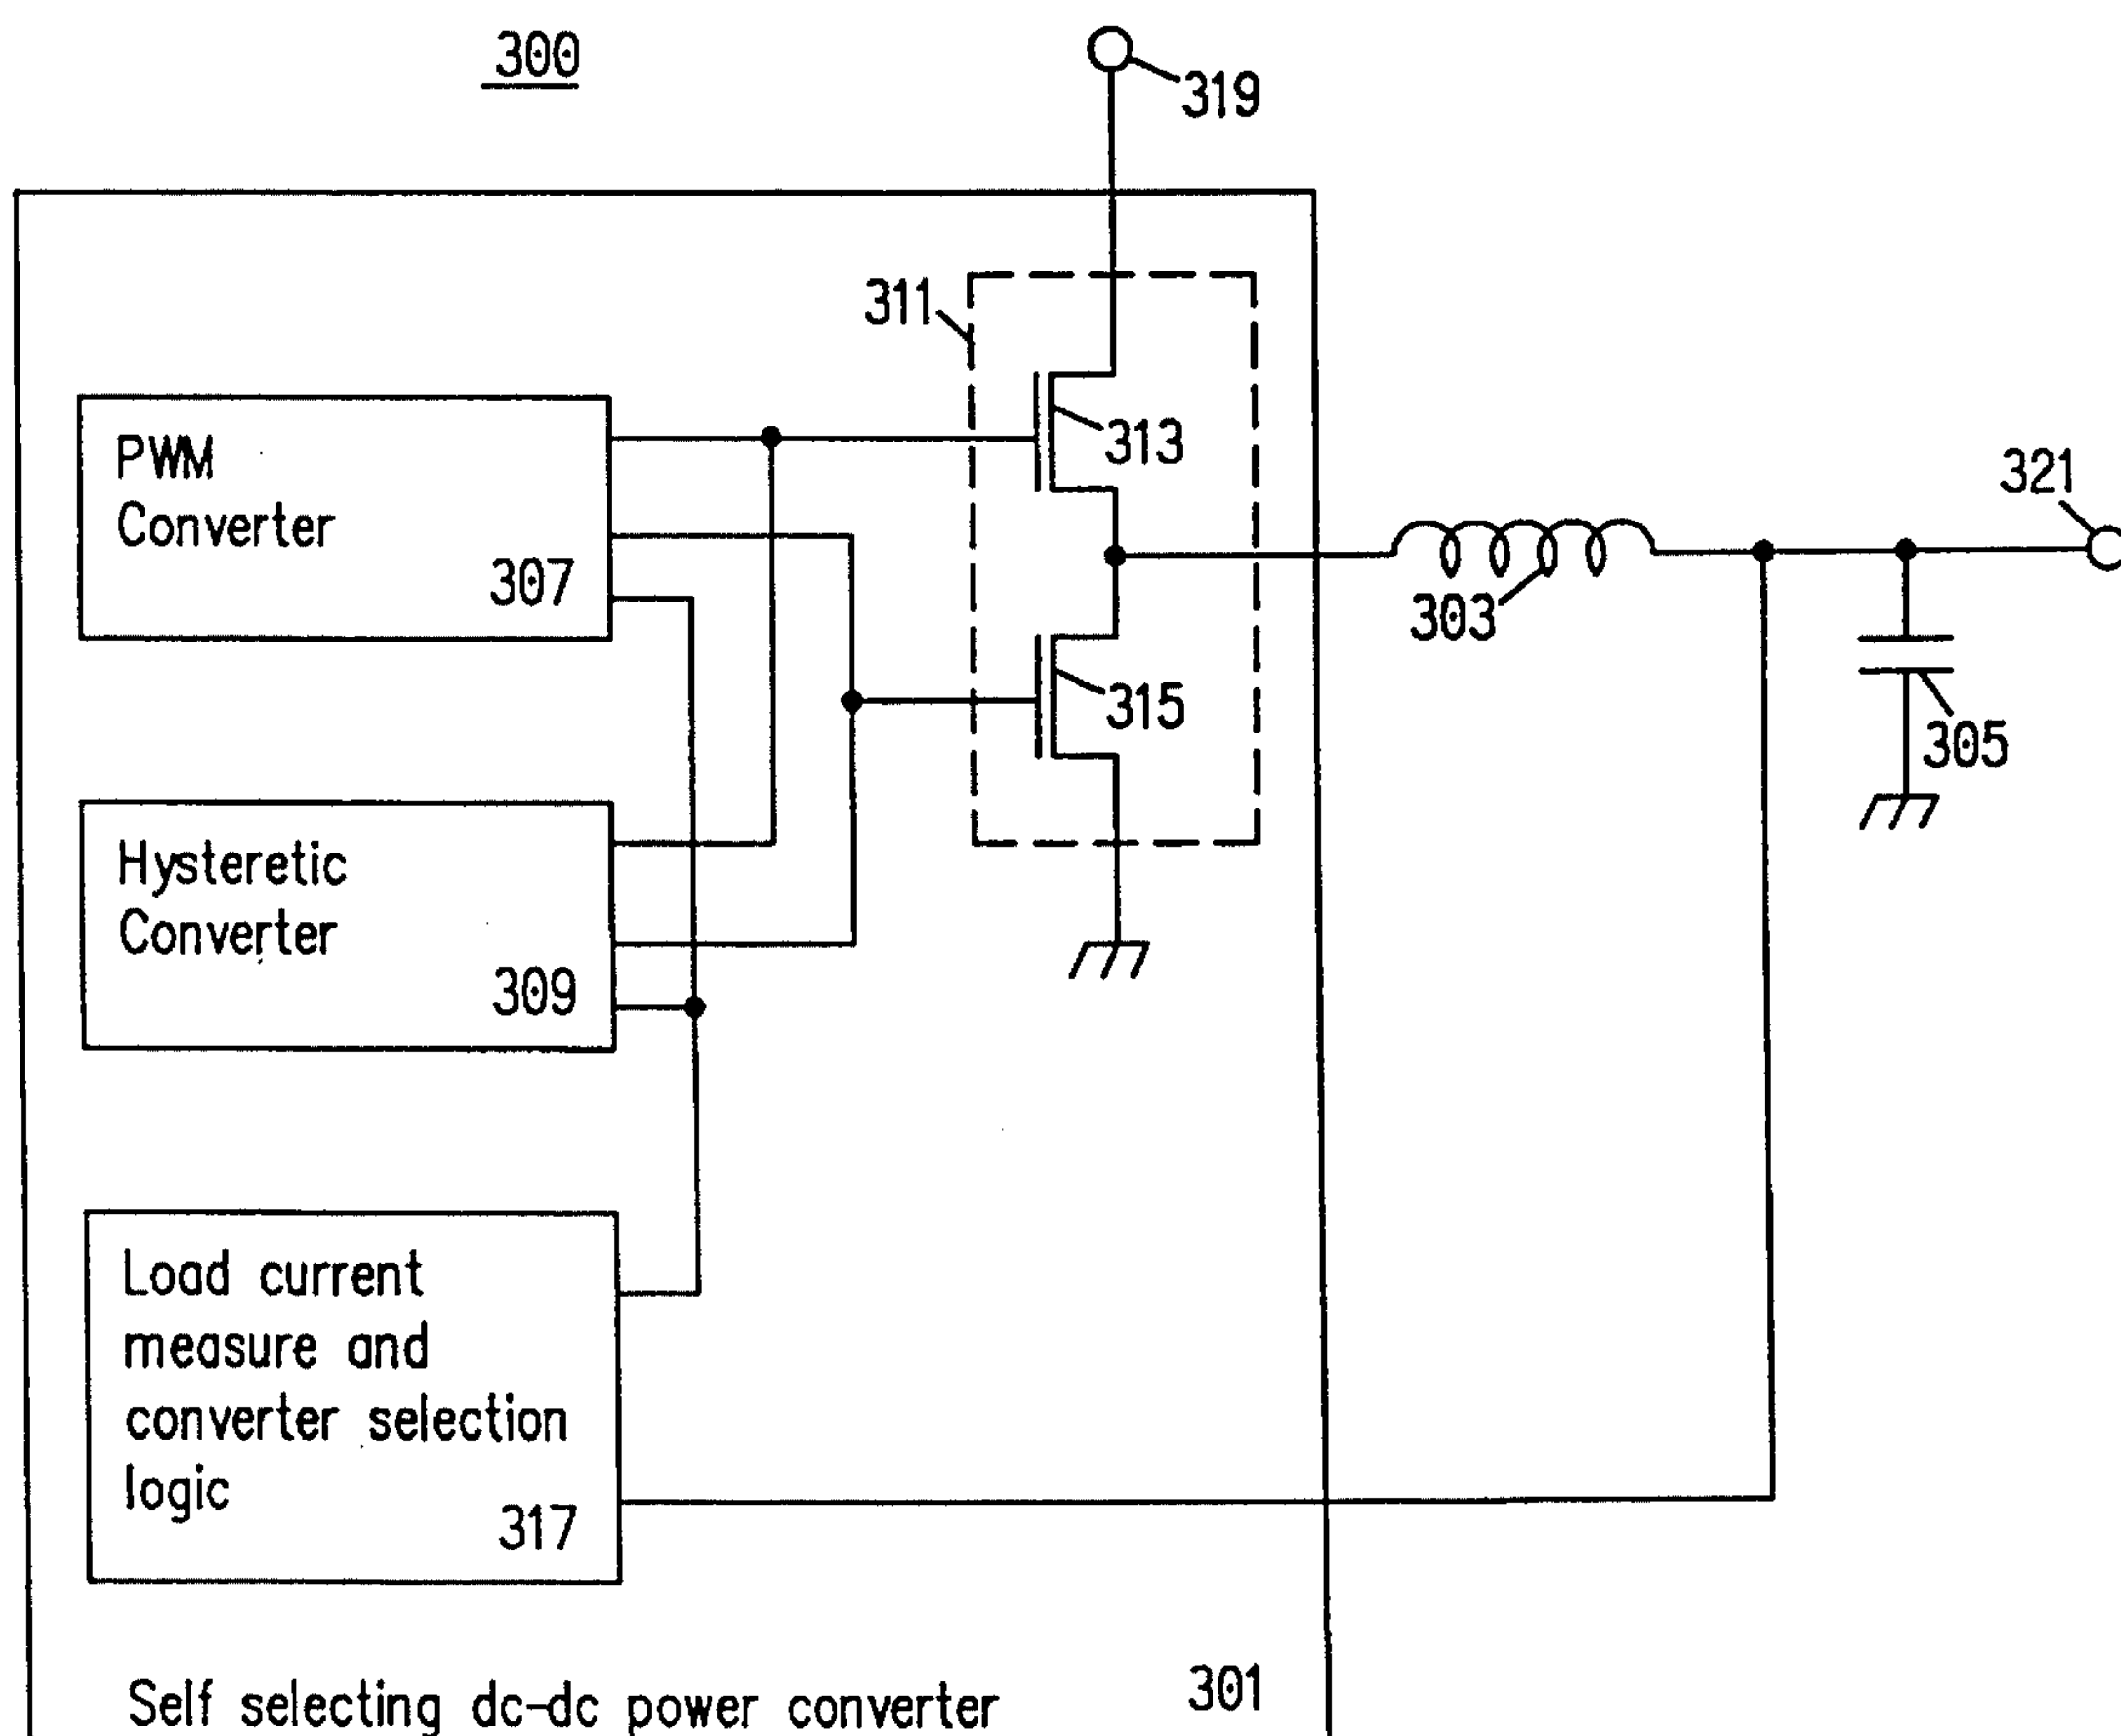 300
319
311
PWM
Converter
307
313
321
303
315
305
Hysteretic
Converter
309
Load current
measure and
converter selection
logic
317
Self selecting dc-dc power converter
301